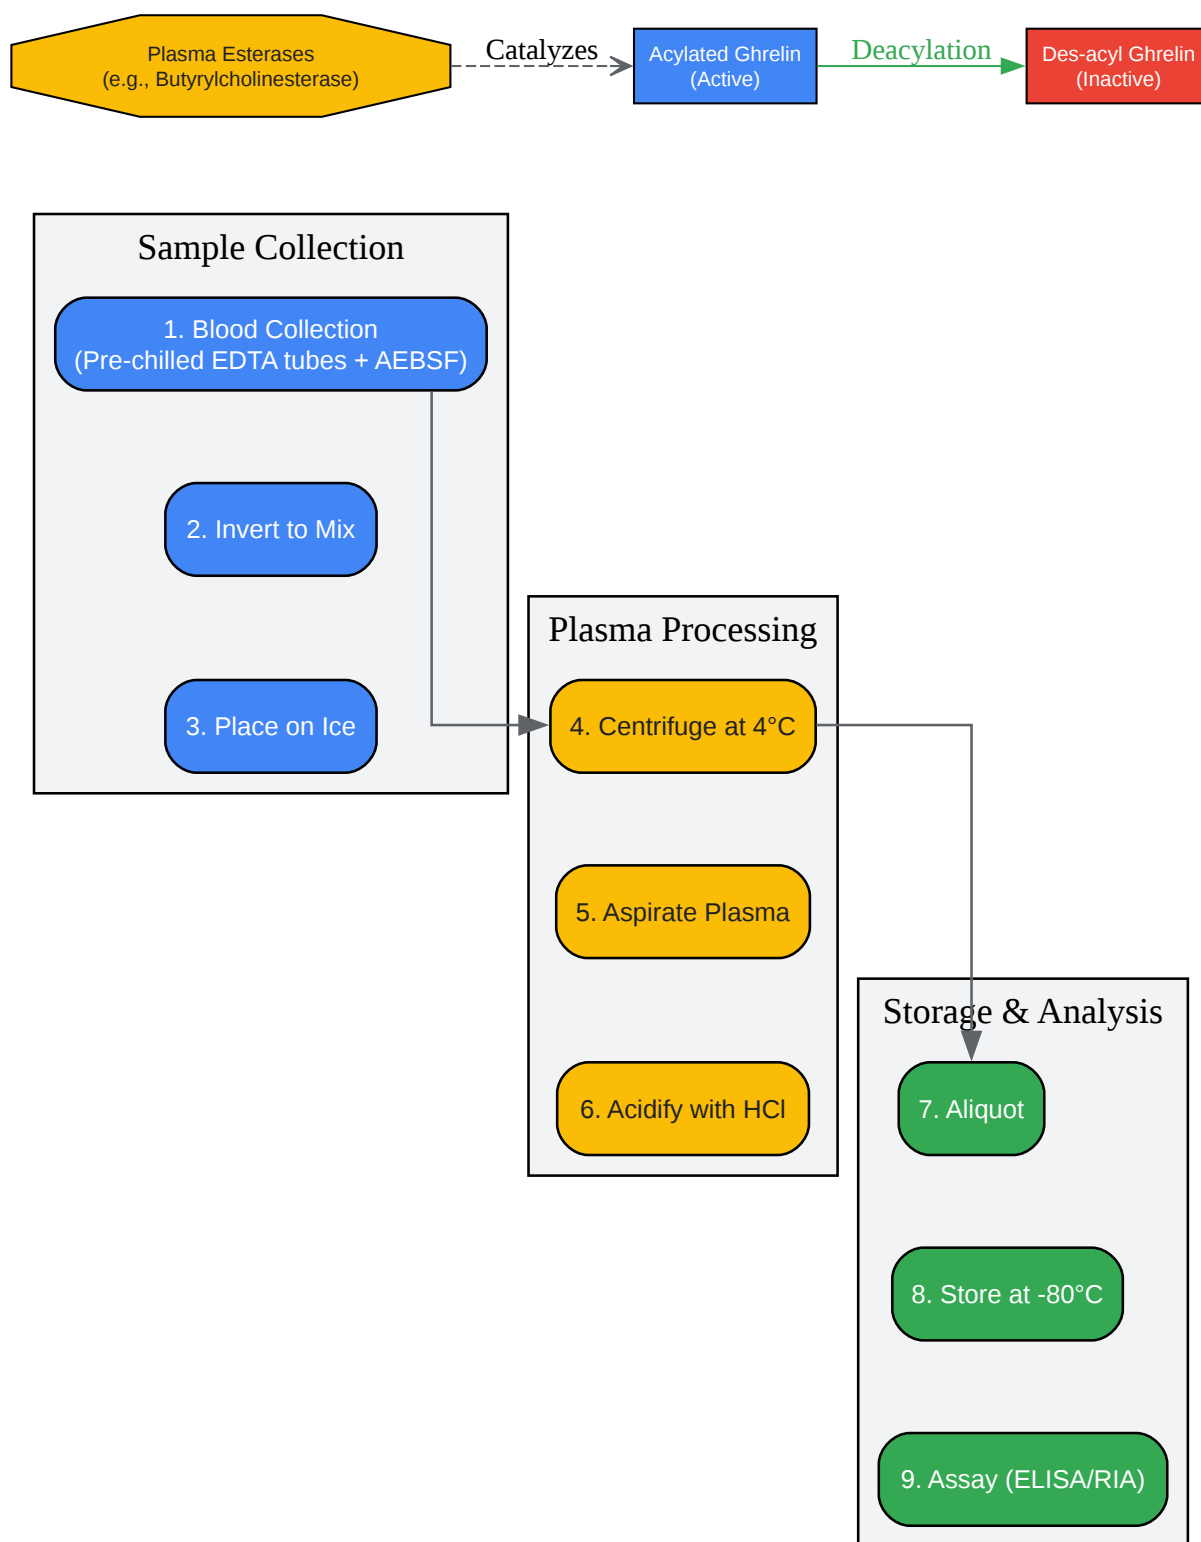 Plasma Esterases
(e.g., Butyrylcholinesterase)
Catalyzes
Acylated Ghrelin
(Active)
Deacylation
Des-acyl Ghrelin
(Inactive)
Sample Collection
1. Blood Collection
(Pre-chilled EDTA tubes + AEBSF)
2. Invert to Mix
3. Place on Ice
Plasma Processing
4. Centrifuge at 4°C
5. Aspirate Plasma
6. Acidify with HCl
Storage & Analysis
7. Aliquot
8. Store at -80°C
9. Assay (ELISA/RIA)